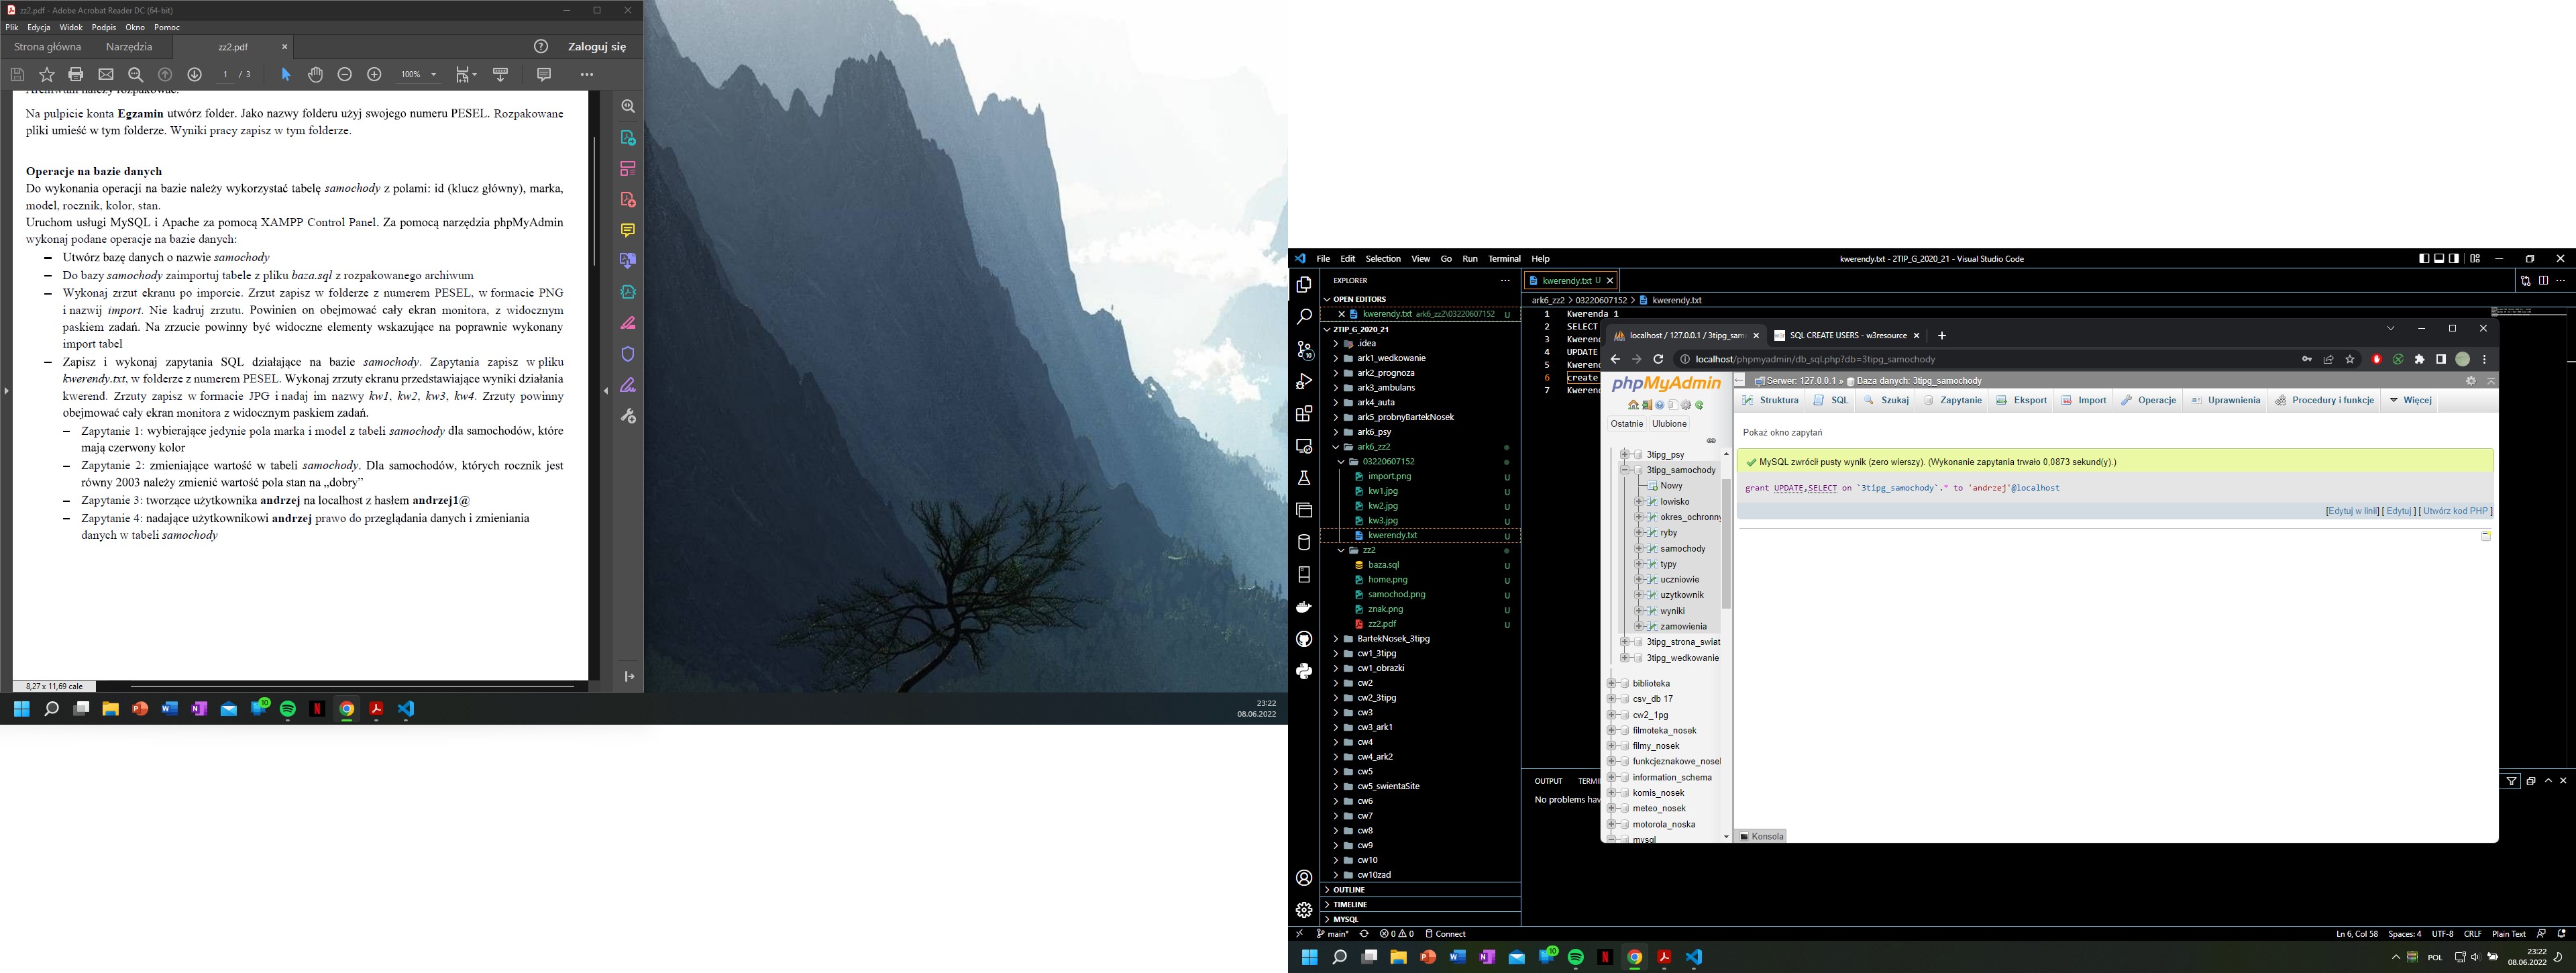 zz2.pdf - Adobe Acrobat Reader DC (64-bit)
Plik Edycja Widok Podpis Okno Pomoc
Strona główna Narzędzia zz2.pdf × Zaloguj się
1 / 3 100%
Archiwum należy rozpakować.
Na pulpicie konta Egzamin utwórz folder. Jako nazwy folderu użyj swojego numeru PESEL. Rozpakowane
pliki umieść w tym folderze. Wyniki pracy zapisz w tym folderze.
Operacje na bazie danych
Do wykonania operacji na bazie należy wykorzystać tabelę samochody z polami: id (klucz główny), marka,
model, rocznik, kolor, stan.
Uruchom usługi MySQL i Apache za pomocą XAMPP Control Panel. Za pomocą narzędzia phpMyAdmin
wykonaj podane operacje na bazie danych:
− Utwórz bazę danych o nazwie samochody
− Do bazy samochody zaimportuj tabele z pliku baza.sql z rozpakowanego archiwum
− Wykonaj zrzut ekranu po imporcie. Zrzut zapisz w folderze z numerem PESEL, w formacie PNG
i nazwij import. Nie kadruj zrzutu. Powinien on obejmować cały ekran monitora, z widocznym
paskiem zadań. Na zrzucie powinny być widoczne elementy wskazujące na poprawnie wykonany
import tabel
− Zapisz i wykonaj zapytania SQL działające na bazie samochody. Zapytania zapisz w pliku
kwerendy.txt, w folderze z numerem PESEL. Wykonaj zrzuty ekranu przedstawiające wyniki działania
kwerend. Zrzuty zapisz w formacie JPG i nadaj im nazwy kw1, kw2, kw3, kw4. Zrzuty powinny
obejmować cały ekran monitora z widocznym paskiem zadań.
− Zapytanie 1: wybierające jedynie pola marka i model z tabeli samochody dla samochodów, które
mają czerwony kolor
− Zapytanie 2: zmieniające wartość w tabeli samochody. Dla samochodów, których rocznik jest
równy 2003 należy zmienić wartość pola stan na „dobry”
− Zapytanie 3: tworzące użytkownika andrzej na localhost z hasłem andrzej1@
− Zapytanie 4: nadające użytkownikowi andrzej prawo do przeglądania danych i zmieniania
danych w tabeli samochody
8,27 x 11,69 cale
10
23:22
08.06.2022
File Edit Selection View Go Run Terminal Help
kwerendy.txt - 2TIP_G_2020_21 - Visual Studio Code
EXPLORER
OPEN EDITORS
kwerendy.txt ark6_zz2\03220607152 U
2TIP_G_2020_21
.idea
ark1_wedkowanie
ark2_prognoza
ark3_ambulans
ark4_auta
ark5_probnyBartekNosek
ark6_psy
ark6_zz2
03220607152
import.png U
kw1.jpg U
kw2.jpg U
kw3.jpg U
kwerendy.txt U
zz2
baza.sql U
home.png U
samochod.png U
znak.png U
zz2.pdf U
BartekNosek_3tipg
cw1_3tipg
cw1_obrazki
cw2
cw2_3tipg
cw3
cw3_ark1
cw4
cw4_ark2
cw5
cw5_swientaSite
cw6
cw7
cw8
cw9
cw10
cw10zad
OUTLINE
TIMELINE
MYSQL
kwerendy.txt U
ark6_zz2 > 03220607152 > kwerendy.txt
1 Kwerenda 1
2 SELECT
3 Kweren
4 UPDATE
5 Kweren
6 create
7 Kweren
OUTPUT TERMI
No problems hav
localhost / 127.0.0.1 / 3tipg_sam
SQL CREATE USERS - w3resource
localhost/phpmyadmin/db_sql.php?db=3tipg_samochody
phpMyAdmin
Ostatnie Ulubione
3tipg_psy
3tipg_samochody
Nowy
lowisko
okres_ochronny
ryby
samochody
typy
uczniowie
uzytkownik
wyniki
zamowienia
3tipg_strona_swiat
3tipg_wedkowanie
biblioteka
csv_db 17
cw2_1pg
filmoteka_nosek
filmy_nosek
funkcjeznakowe_nosek
information_schema
komis_nosek
meteo_nosek
motorola_noska
mysql
Serwer: 127.0.0.1 » Baza danych: 3tipg_samochody
Struktura SQL Szukaj Zapytanie Eksport Import Operacje Uprawnienia Procedury i funkcje Więcej
Pokaż okno zapytań
MySQL zwrócił pusty wynik (zero wierszy). (Wykonanie zapytania trwało 0,0873 sekund(y).)
grant UPDATE,SELECT on `3tipg_samochody`.* to 'andrzej'@localhost
[Edytuj w linii] [ Edytuj ] [ Utwórz kod PHP ]
Konsola
main* 0 0 Connect
Ln 6, Col 58 Spaces: 4 UTF-8 CRLF Plain Text
10
POL
23:22
08.06.2022